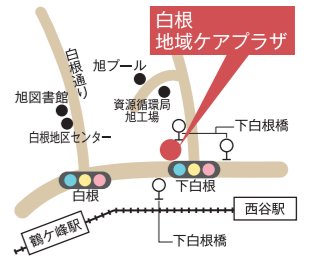 白根
地域ケアプラザ
白根通り
旭プール
旭図書館
資源循環局
旭工場
白根地区センター
下白根橋
白根
下白根
西谷駅
鶴ケ峰駅
下白根橋